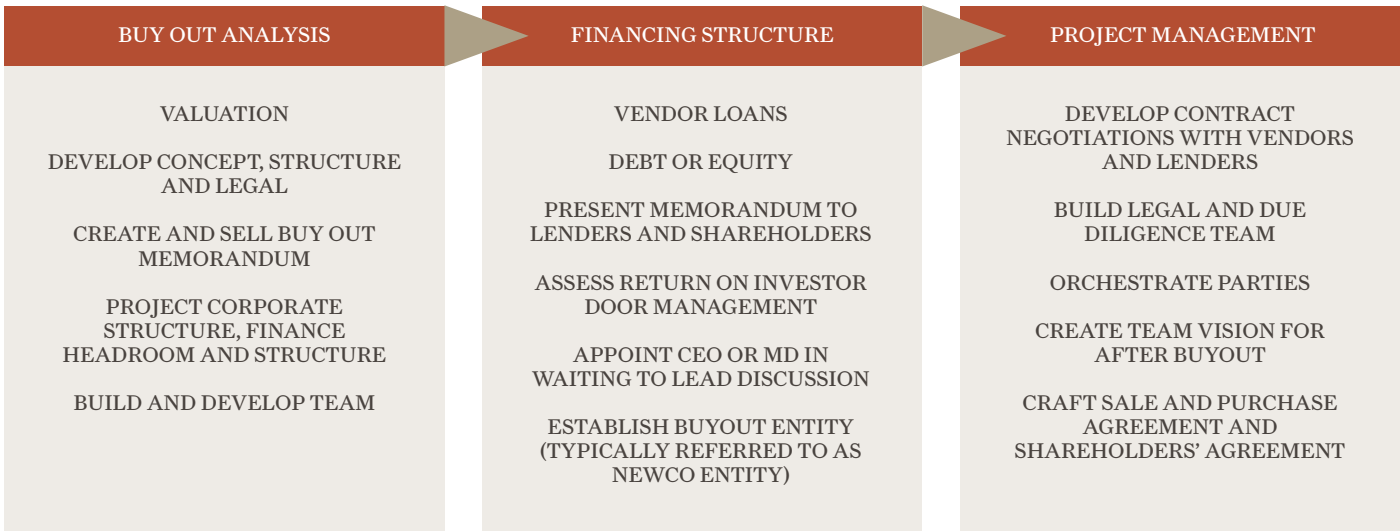 BUY OUT ANALYSIS
VALUATION
DEVELOP CONCEPT, STRUCTURE
AND LEGAL
CREATE AND SELL BUY OUT
MEMORANDUM
PROJECT CORPORATE
STRUCTURE, FINANCE
HEADROOM AND STRUCTURE
BUILD AND DEVELOP TEAM
FINANCING STRUCTURE
VENDOR LOANS
DEBT OR EQUITY
PRESENT MEMORANDUM TO
LENDERS AND SHAREHOLDERS
ASSESS RETURN ON INVESTOR
DOOR MANAGEMENT
APPOINT CEO OR MD IN
WAITING TO LEAD DISCUSSION
ESTABLISH BUYOUT ENTITY
(TYPICALLY REFERRED TO AS
NEWCO ENTITY)
PROJECT MANAGEMENT
DEVELOP CONTRACT
NEGOTIATIONS WITH VENDORS
AND LENDERS
BUILD LEGAL AND DUE
DILIGENCE TEAM
ORCHESTRATE PARTIES
CREATE TEAM VISION FOR
AFTER BUYOUT
CRAFT SALE AND PURCHASE
AGREEMENT AND
SHAREHOLDERS’ AGREEMENT